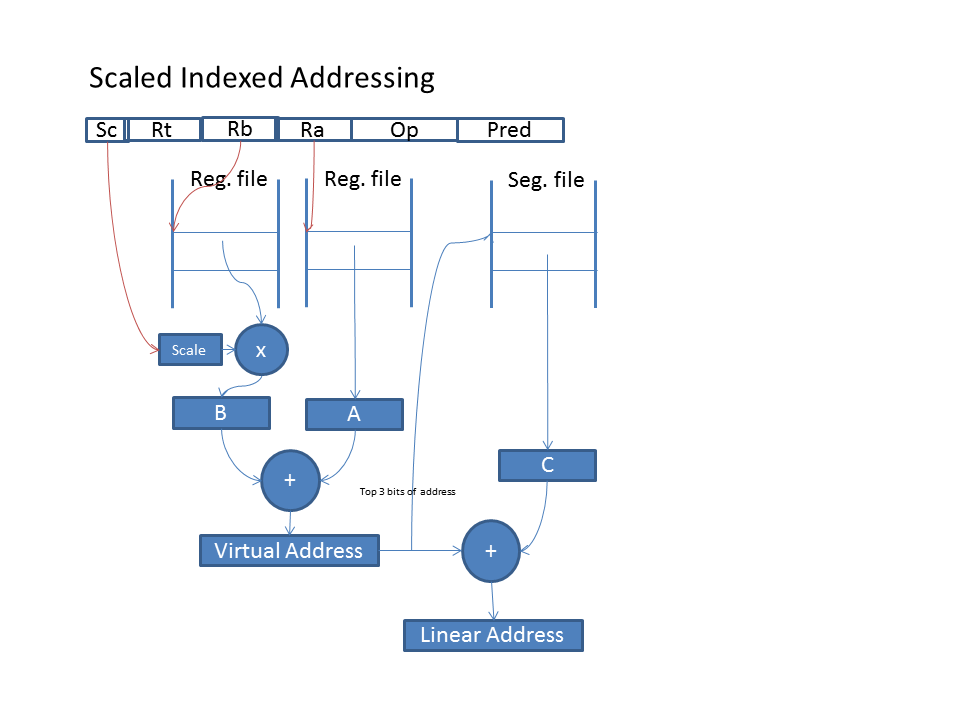 Scaled Indexed Addressing
Sc Rt Rb Ra Op Pred
Reg. file Reg. file Seg. file
Scale x
B A
C
+
Top 3 bits of address
Virtual Address +
Linear Address